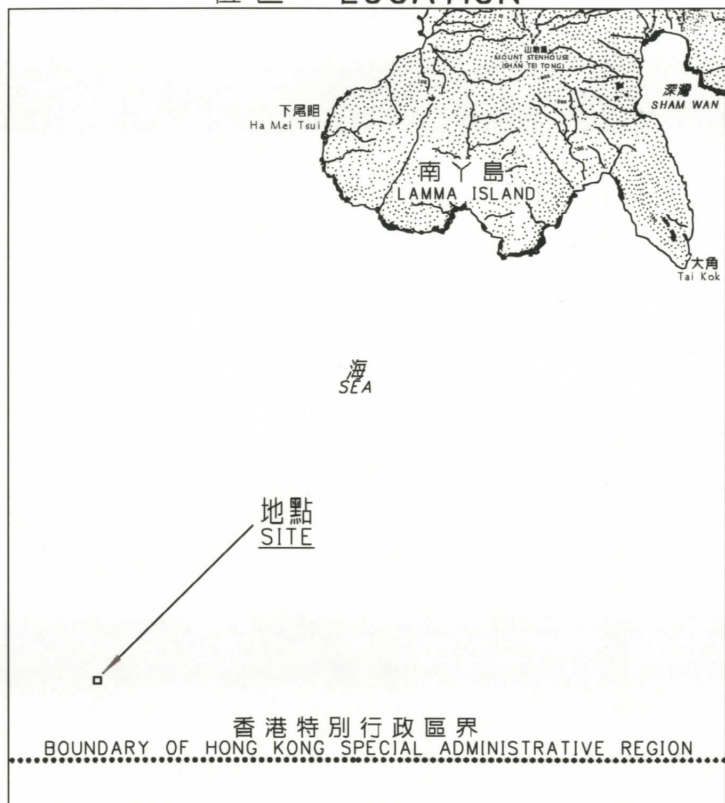 LOCATION
山地塘
MOUNT STENHOUSE
(SHAN TEI TONG)
深灣
SHAM WAN
下尾咀
Ha Mei Tsui
南丫島
LAMMA ISLAND
大角
Tai Kok
海
SEA
地點
SITE
香港特別行政區界
BOUNDARY OF HONG KONG SPECIAL ADMINISTRATIVE REGION